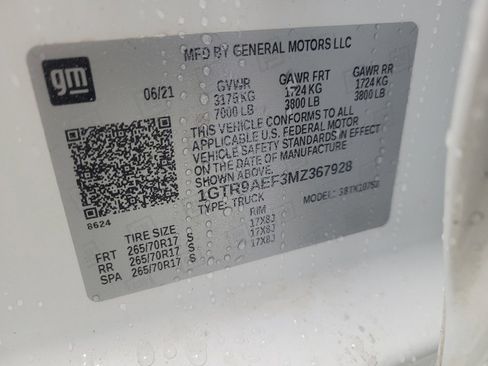 MFD BY GENERAL MOTORS LLC
gm
06/21
GVWR GAWR FRT GAWR RR
3175 KG 1724 KG 1724 KG
7000 LB 3800 LB 3800 LB
THIS VEHICLE CONFORMS TO ALL
APPLICABLE U.S. FEDERAL MOTOR
VEHICLE SAFETY STANDARDS IN EFFECT
ON THE DATE OF MANUFACTURE SHOWN ABOVE.
1GTR9AEF3MZ367928
TYPE: TRUCK MODEL:
8624
TIRE SIZE RIM
FRT 265/70R17 S 17X8J
RR 265/70R17 S 17X8J
SPA 265/70R17 S 17X8J